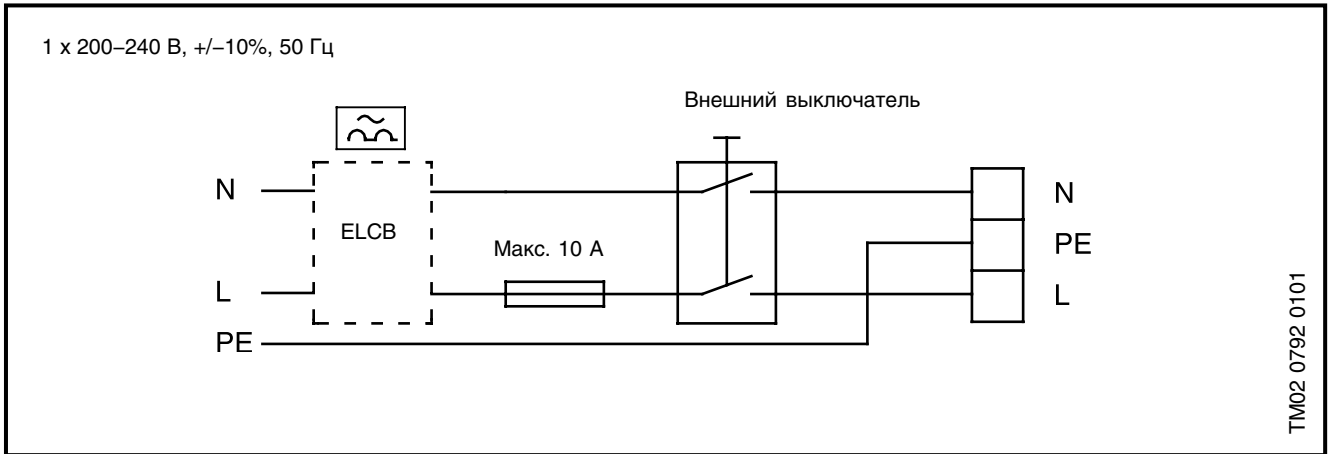 1 x 200–240 В, +/–10%, 50 Гц
Внешний выключатель
N
ELCB
Макс. 10 А
L
PE
N
PE
L
TM02 0792 0101